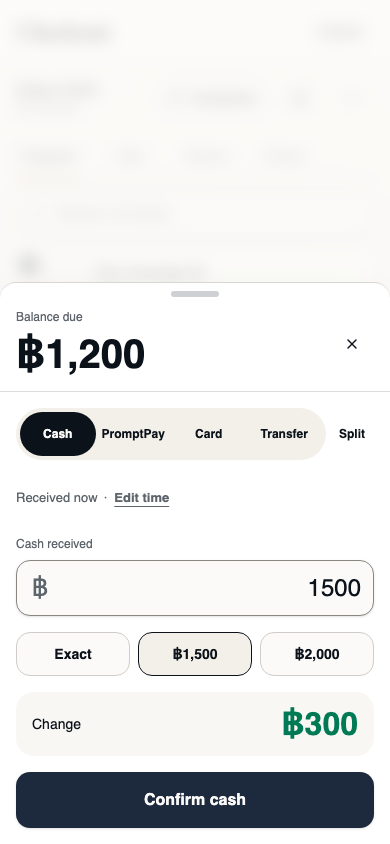 Balance due
฿1,200
×
Cash PromptPay Card Transfer Split
Received now · Edit time
Cash received
฿ 1500
Exact ฿1,500 ฿2,000
Change ฿300
Confirm cash